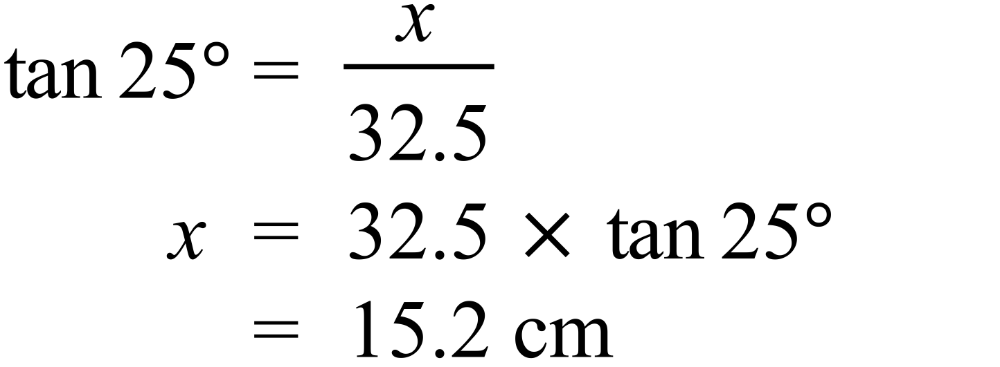 tan 25° = x/32.5
x = 32.5 × tan 25°
= 15.2 cm